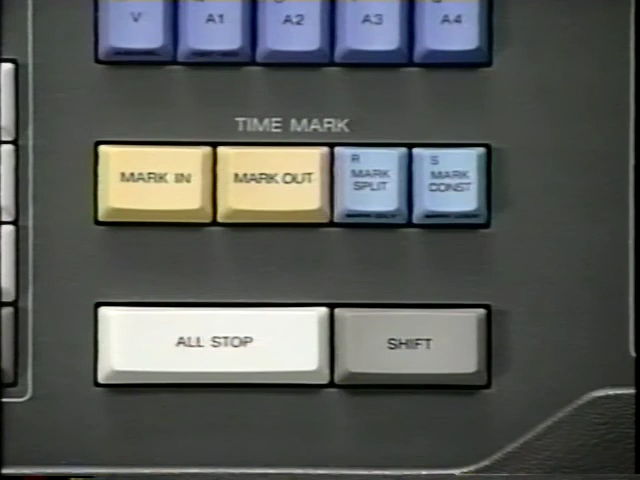 V
A1
A2
A3
A4
TIME MARK
MARK IN
MARK OUT
R
MARK
SPLIT
S
MARK
CONST
ALL STOP
SHIFT